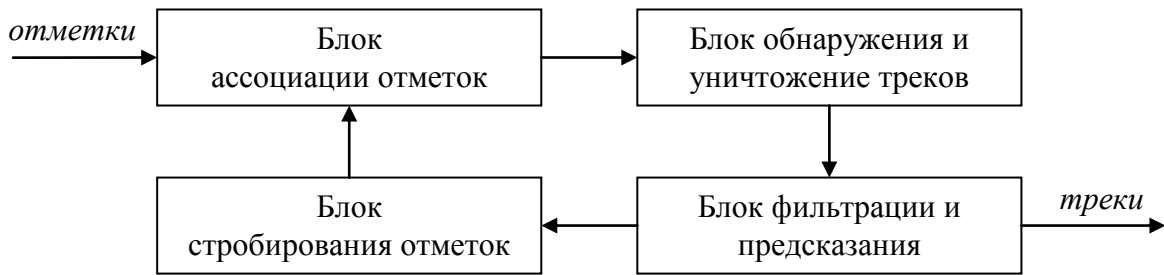 отметки
Блок
ассоциации отметок
Блок обнаружения и
уничтожение треков
Блок
стробирования отметок
Блок фильтрации и
предсказания
треки